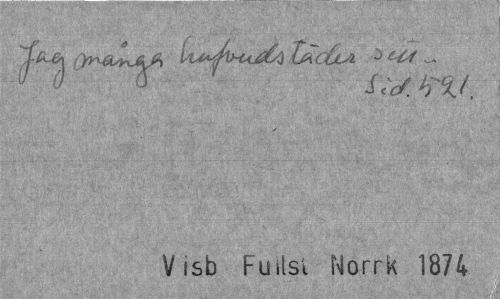 Jag många hufvudstäder sett..
Sid. 521.
Visb Fullst Norrk 1874